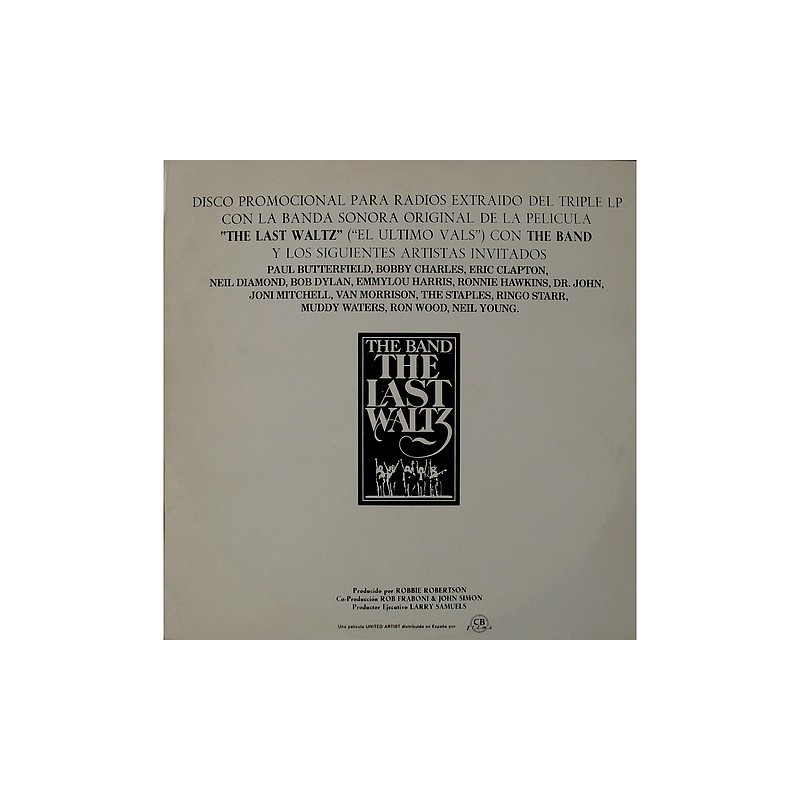 DISCO PROMOCIONAL PARA RADIOS EXTRAIDO DEL TRIPLE LP
CON LA BANDA SONORA ORIGINAL DE LA PELICULA
"THE LAST WALTZ" ("EL ULTIMO VALS") CON THE BAND
Y LOS SIGUIENTES ARTISTAS INVITADOS
PAUL BUTTERFIELD, BOBBY CHARLES, ERIC CLAPTON,
NEIL DIAMOND, BOB DYLAN, EMMYLOU HARRIS, RONNIE HAWKINS, DR. JOHN,
JONI MITCHELL, VAN MORRISON, THE STAPLES, RINGO STARR,
MUDDY WATERS, RON WOOD, NEIL YOUNG.
THE BAND
THE
LAST
WALTZ
Producido por ROBBIE ROBERTSON
Co-Producción ROB FRABONI & JOHN SIMON
Productor Ejecutivo LARRY SAMUELS
Una película UNITED ARTIST distribuida en España por
CB
films